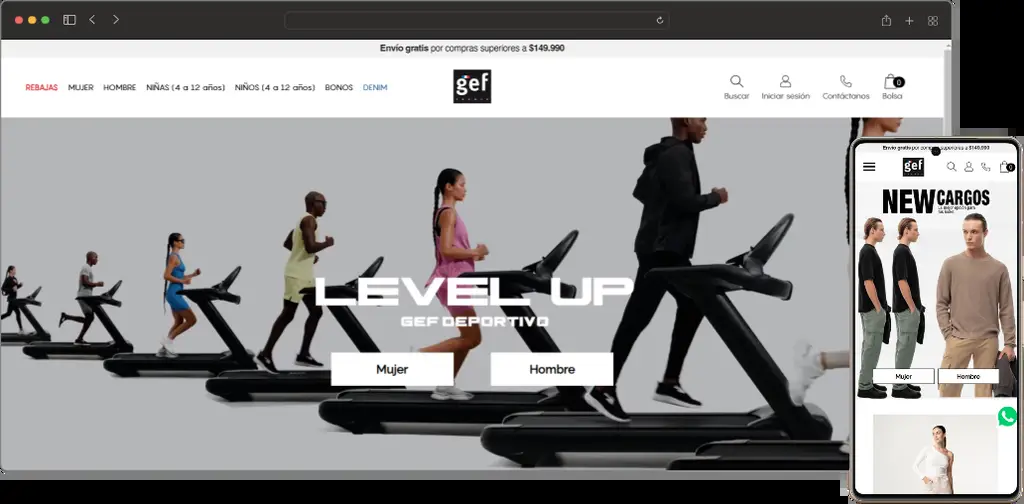 Envío gratis por compras superiores a $149.990
REBAJAS MUJER HOMBRE NIÑAS (4 a 12 años) NIÑOS (4 a 12 años) BONOS DENIM
gef
Buscar Iniciar sesión Contáctanos Bolsa
0
LEVEL UP
GEF DEPORTIVO
Mujer Hombre
Envío gratis por compras superiores a $149.990
gef
0
NEW CARGOS
Mujer Hombre